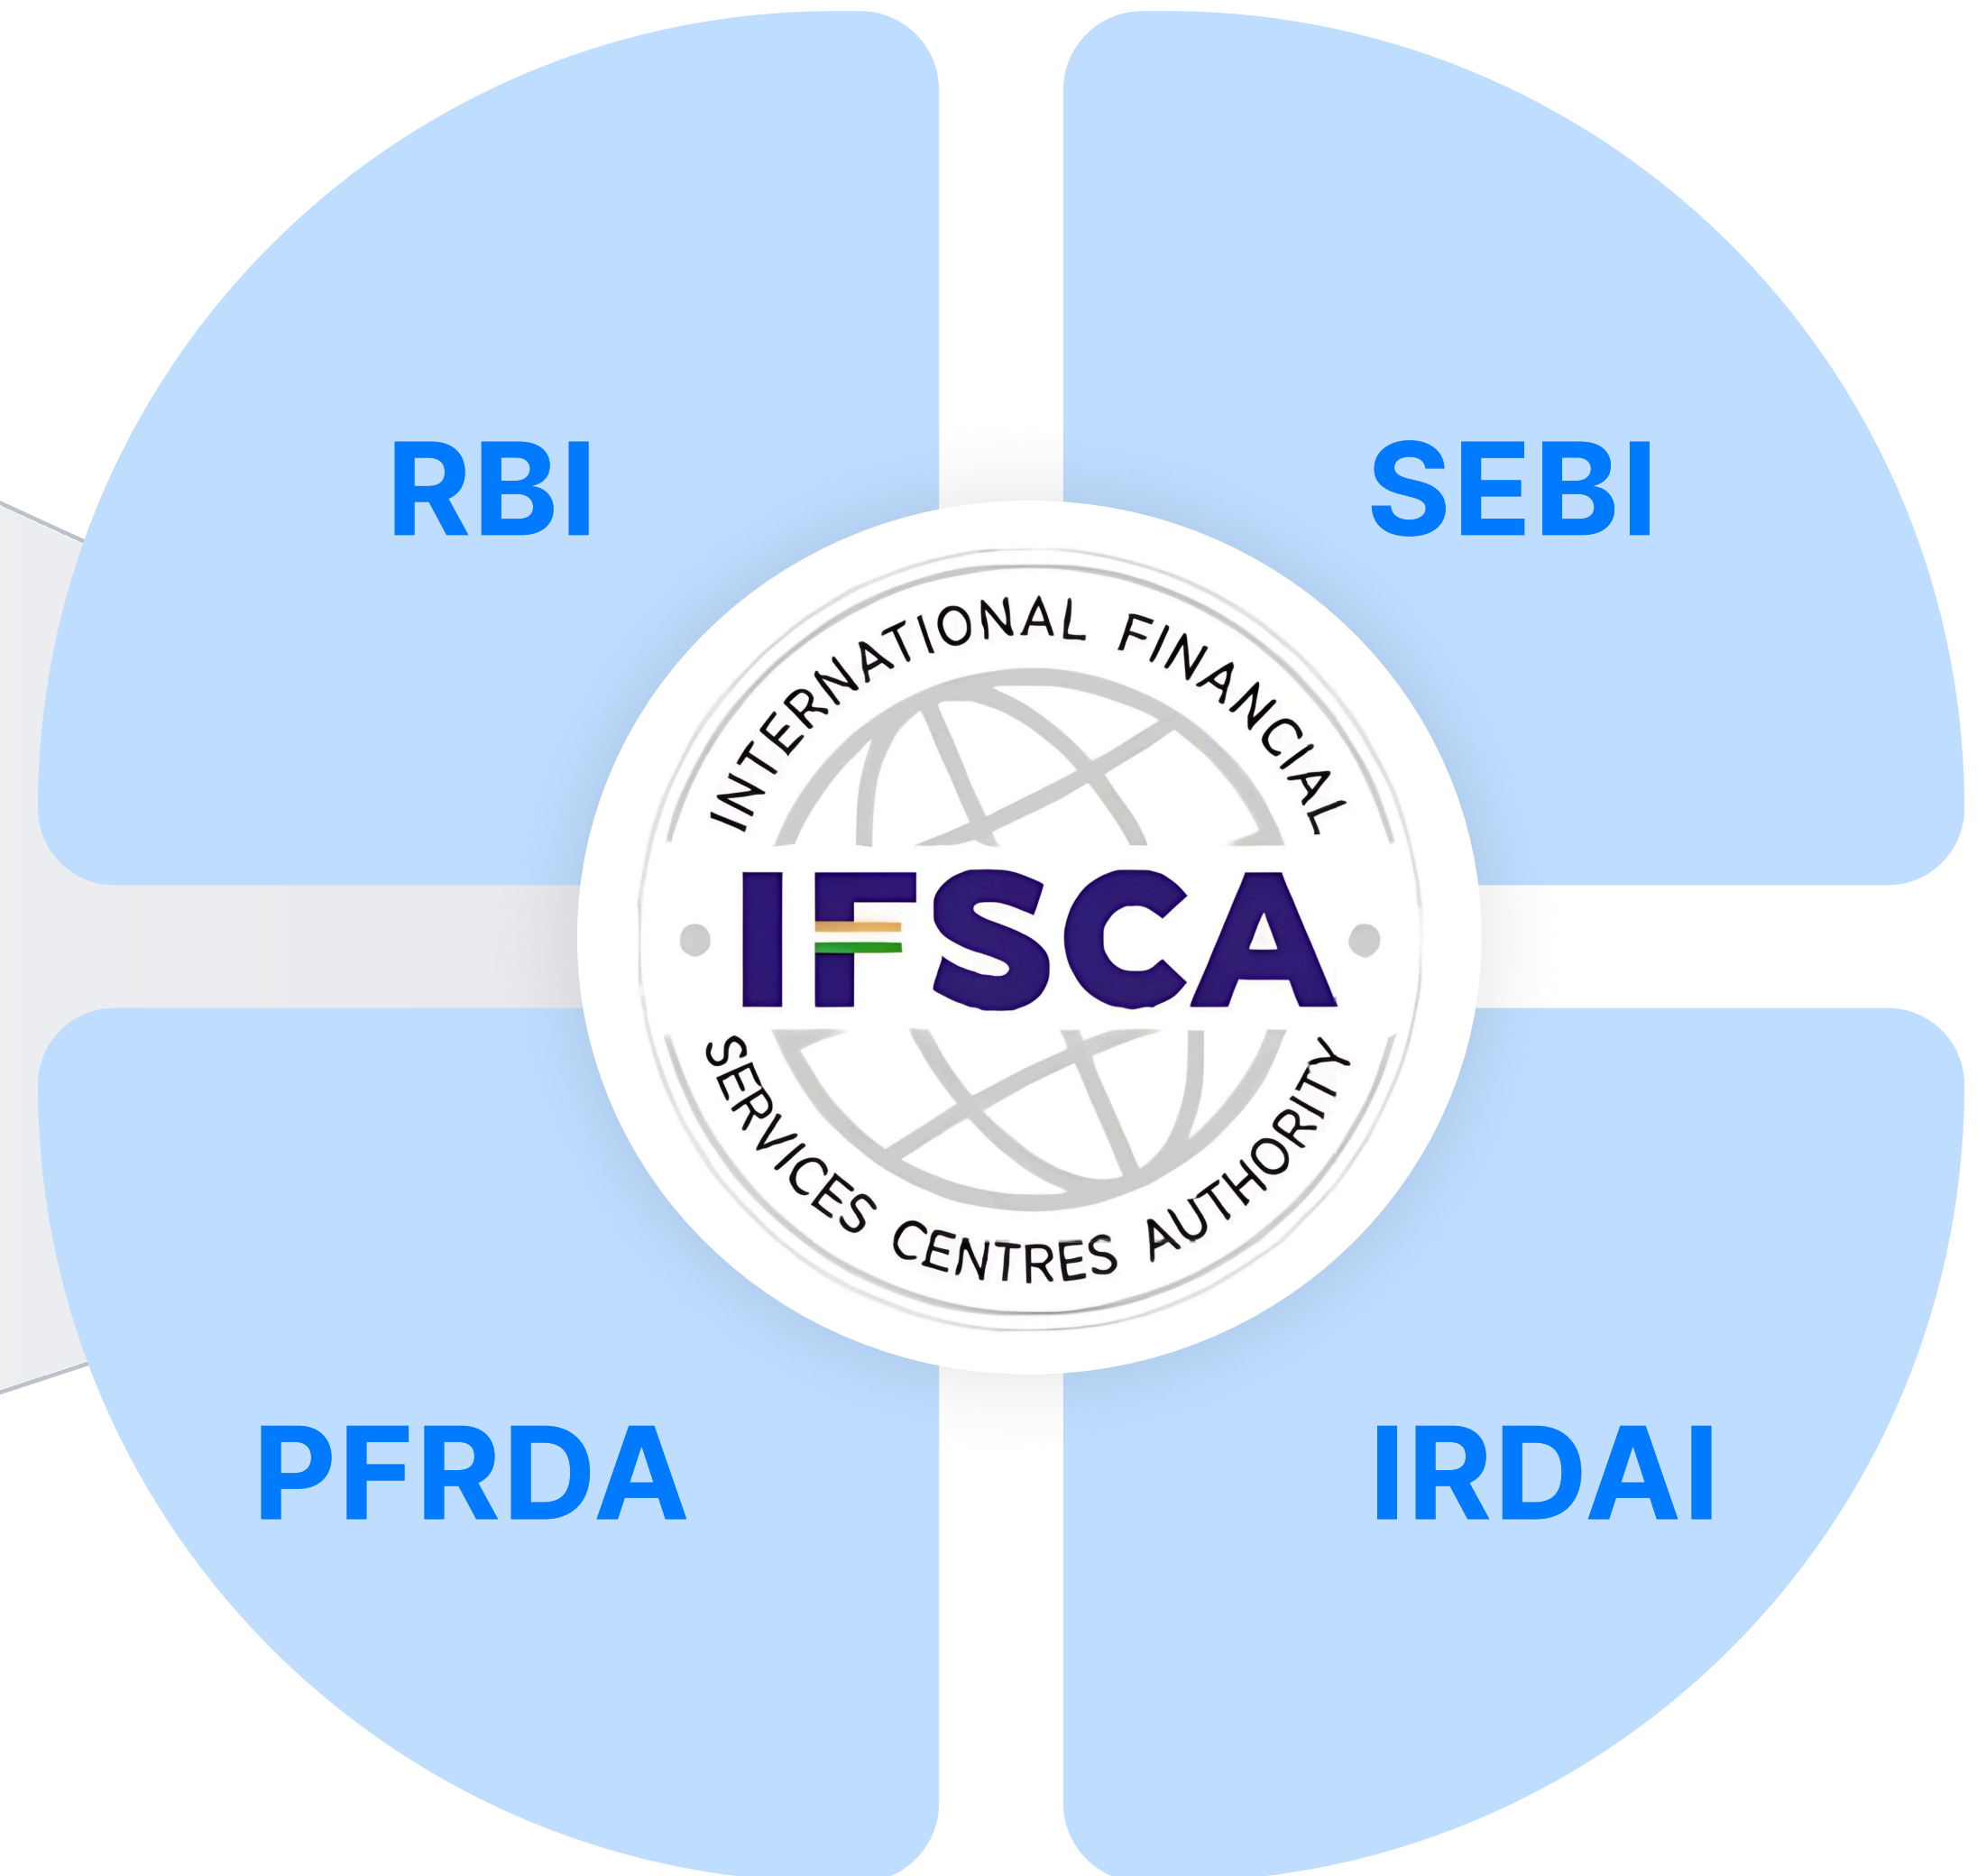 RBI
SEBI
INTERNATIONAL FINANCIAL
IFSCA
SERVICES CENTRES AUTHORITY
PFRDA
IRDAI